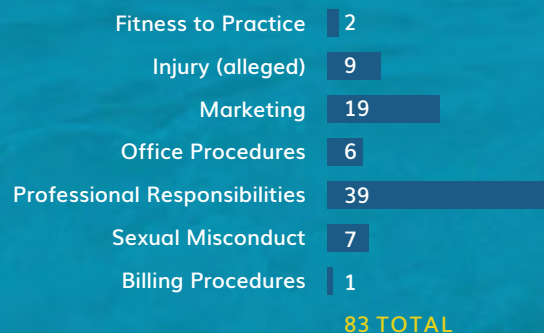 Fitness to Practice 2
Injury (alleged) 9
Marketing 19
Office Procedures 6
Professional Responsibilities 39
Sexual Misconduct 7
Billing Procedures 1
83 TOTAL